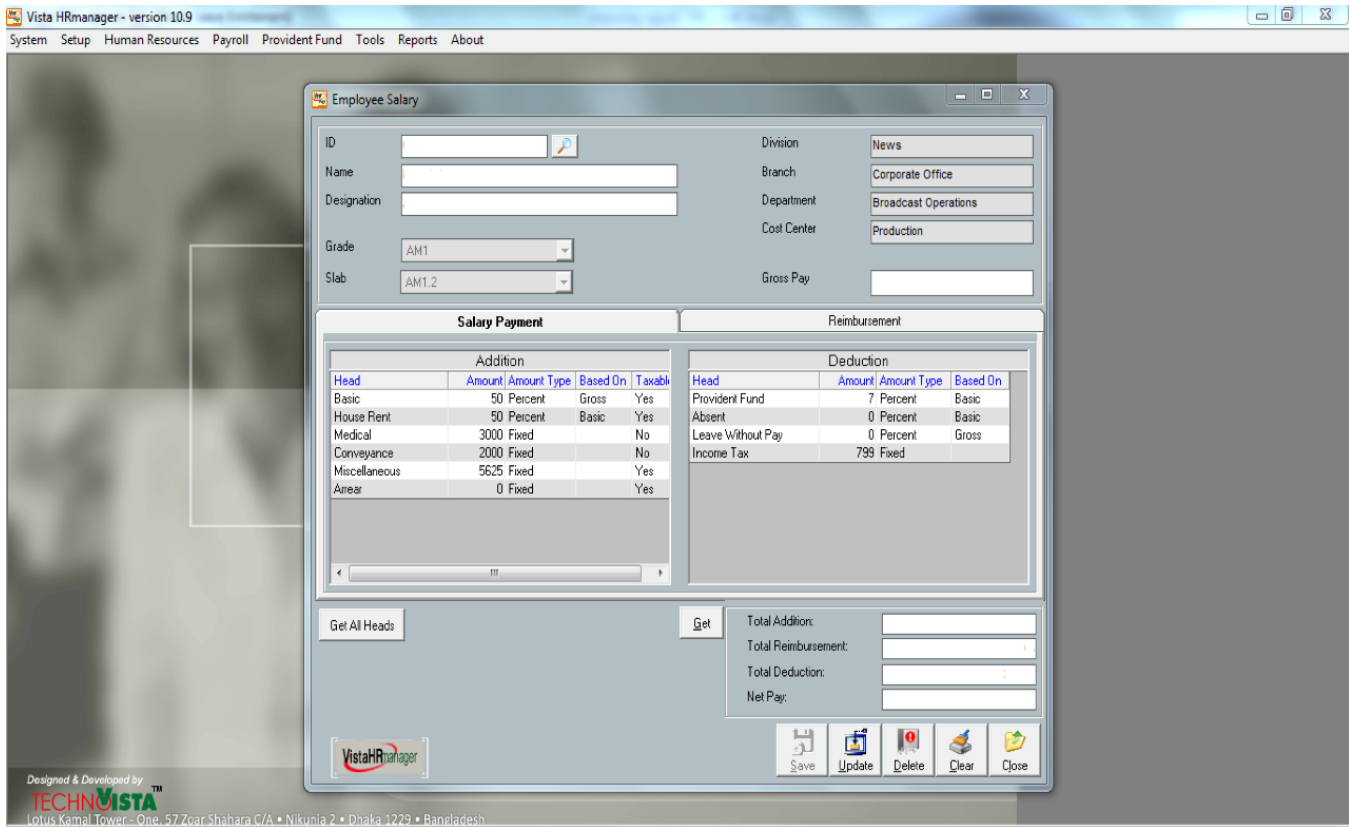 Vista HRmanager - version 10.9
System Setup Human Resources Payroll Provident Fund Tools Reports About
Employee Salary
ID
Name
Designation
Grade AM1
Slab AM1.2
Division News
Branch Corporate Office
Department Broadcast Operations
Cost Center Production
Gross Pay
Salary Payment
Reimbursement
Addition
Head Amount Amount Type Based On Taxabl
Basic 50 Percent Gross Yes
House Rent 50 Percent Basic Yes
Medical 3000 Fixed No
Conveyance 2000 Fixed No
Miscellaneous 5625 Fixed Yes
Arrear 0 Fixed Yes
Deduction
Head Amount Amount Type Based On
Provident Fund 7 Percent Basic
Absent 0 Percent Basic
Leave Without Pay 0 Percent Gross
Income Tax 799 Fixed
Get All Heads
Get
Total Addition:
Total Reimbursement:
Total Deduction:
Net Pay:
VistaHRmanager
Save Update Delete Clear Close
Designed & Developed by
TECHNOVISTA™
Lotus Kamal Tower - One, 57 Zoar Shahara C/A • Nikunja 2 • Dhaka 1229 • Bangladesh